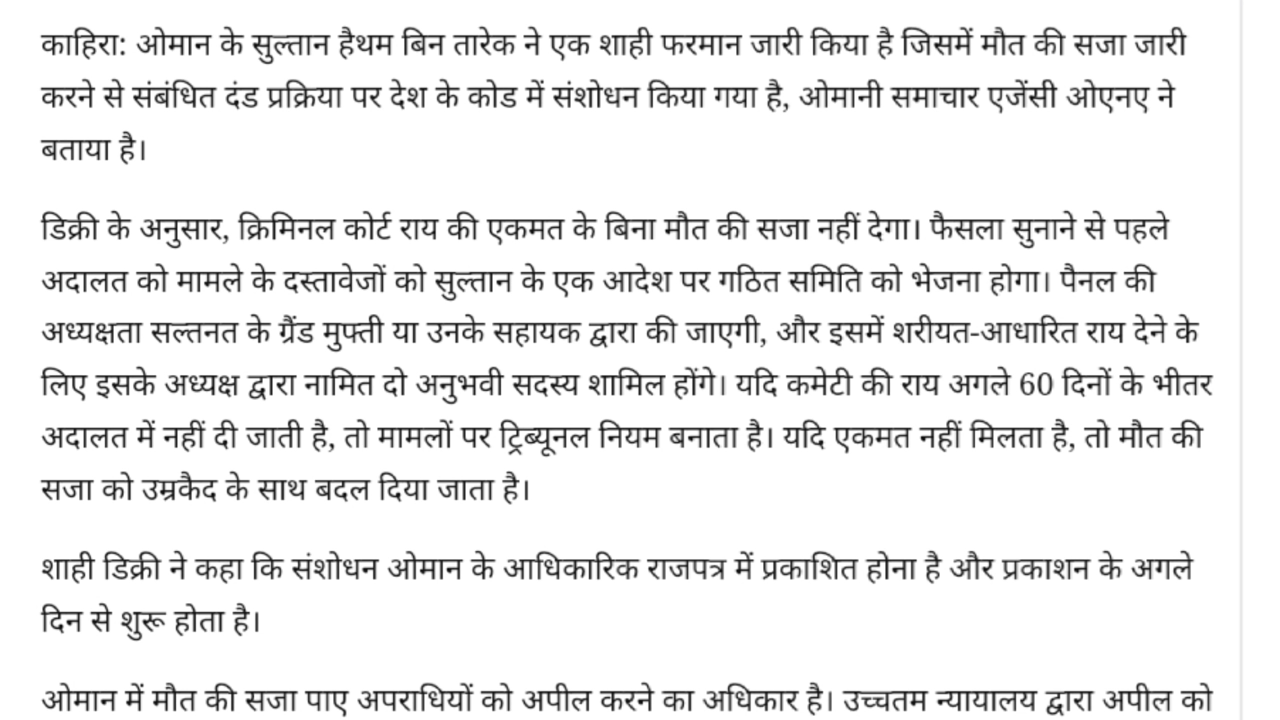 काहिरा: ओमान के सुल्तान हैथम बिन तारेक ने एक शाही फरमान जारी किया है जिसमें मौत की सजा जारी
करने से संबंधित दंड प्रक्रिया पर देश के कोड में संशोधन किया गया है, ओमानी समाचार एजेंसी ओएनए ने
बताया है।
डिक्री के अनुसार, क्रिमिनल कोर्ट राय की एकमत के बिना मौत की सजा नहीं देगा। फैसला सुनाने से पहले
अदालत को मामले के दस्तावेजों को सुल्तान के एक आदेश पर गठित समिति को भेजना होगा। पैनल की
अध्यक्षता सल्तनत के ग्रैंड मुफ्ती या उनके सहायक द्वारा की जाएगी, और इसमें शरीयत-आधारित राय देने के
लिए इसके अध्यक्ष द्वारा नामित दो अनुभवी सदस्य शामिल होंगे। यदि कमेटी की राय अगले 60 दिनों के भीतर
अदालत में नहीं दी जाती है, तो मामलों पर ट्रिब्यूनल नियम बनाता है। यदि एकमत नहीं मिलता है, तो मौत की
सजा को उम्रकैद के साथ बदल दिया जाता है।
शाही डिक्री ने कहा कि संशोधन ओमान के आधिकारिक राजपत्र में प्रकाशित होना है और प्रकाशन के अगले
दिन से शुरू होता है।
ओमान में मौत की सजा पाए अपराधियों को अपील करने का अधिकार है। उच्चतम न्यायालय द्वारा अपील को